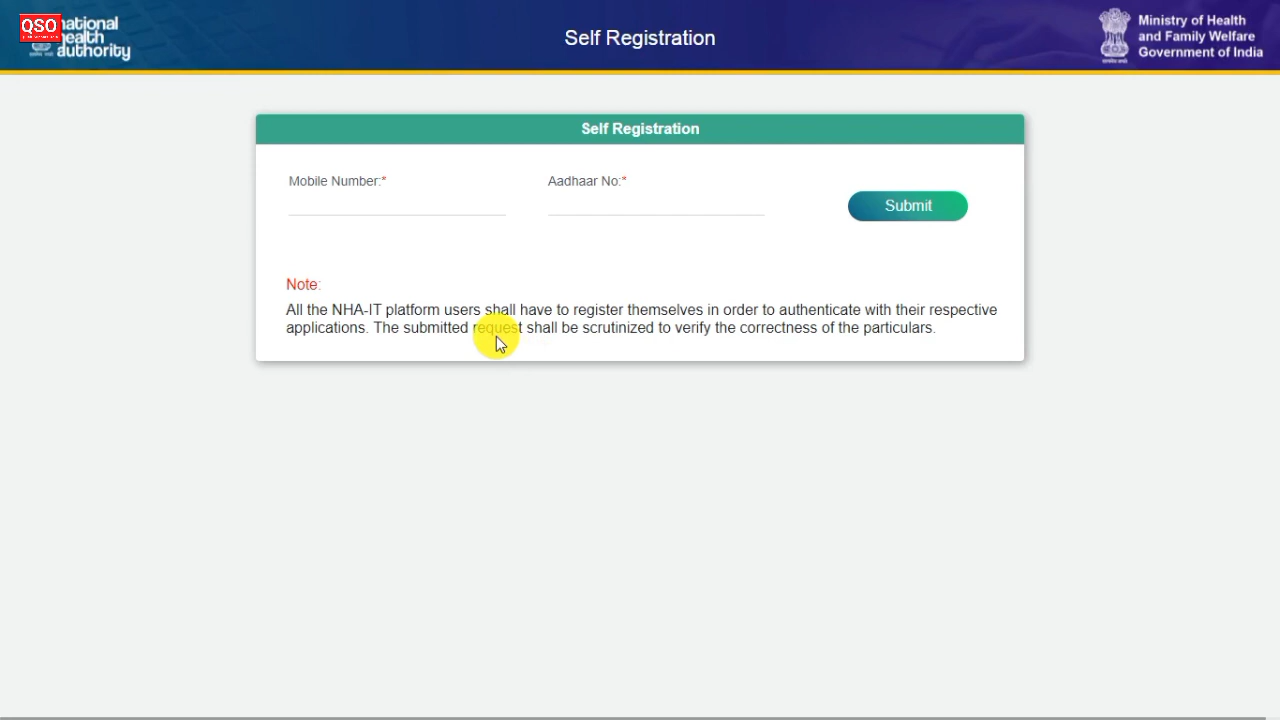 QSO
national
health
authority
Self Registration
Ministry of Health
and Family Welfare
Government of India
Self Registration
Mobile Number:*
Aadhaar No:*
Submit
Note:
All the NHA-IT platform users shall have to register themselves in order to authenticate with their respective
applications. The submitted request shall be scrutinized to verify the correctness of the particulars.